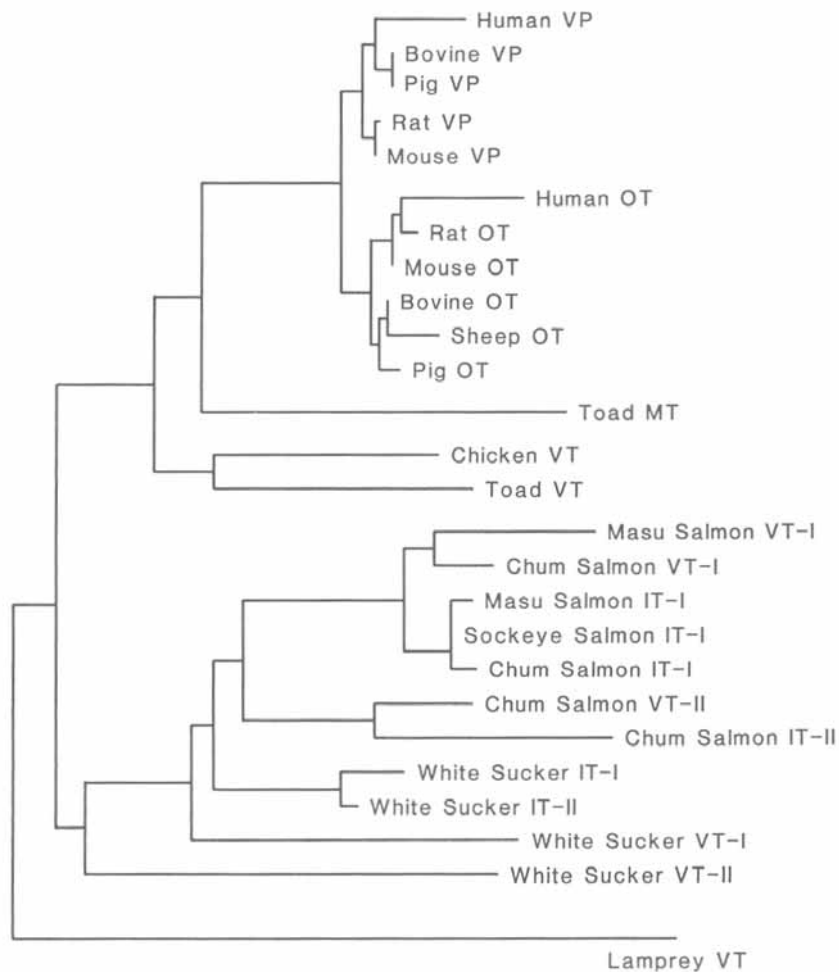 Human VP
Bovine VP
Pig VP
Rat VP
Mouse VP
Human OT
Rat OT
Mouse OT
Bovine OT
Sheep OT
Pig OT
Toad MT
Chicken VT
Toad VT
Masu Salmon VT-I
Chum Salmon VT-I
Masu Salmon IT-I
Sockeye Salmon IT-I
Chum Salmon IT-I
Chum Salmon VT-II
Chum Salmon IT-II
White Sucker IT-I
White Sucker IT-II
White Sucker VT-I
White Sucker VT-II
Lamprey VT